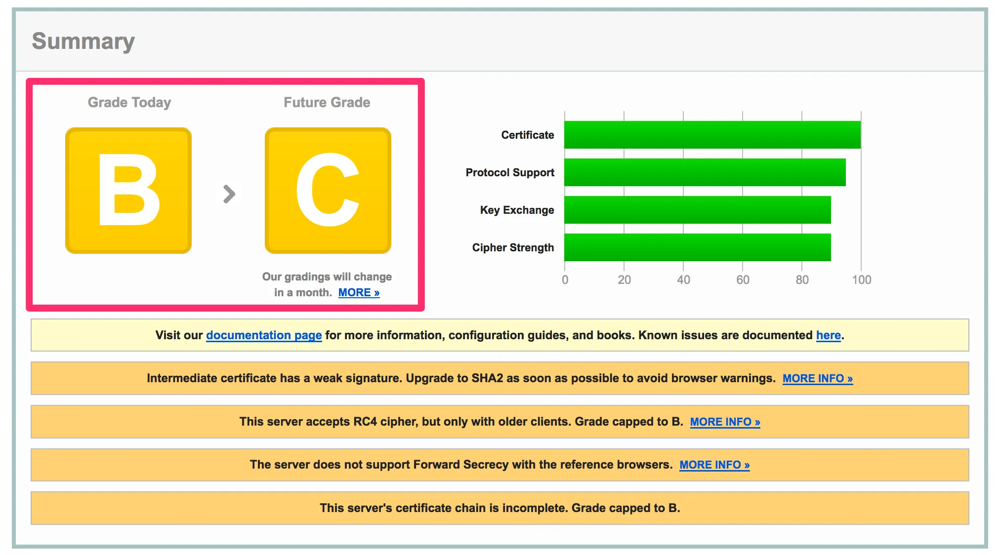 Summary
Grade Today
Future Grade
B
C
Our gradings will change
in a month. MORE »
Certificate
Protocol Support
Key Exchange
Cipher Strength
0 20 40 60 80 100
Visit our documentation page for more information, configuration guides, and books. Known issues are documented here.
Intermediate certificate has a weak signature. Upgrade to SHA2 as soon as possible to avoid browser warnings. MORE INFO »
This server accepts RC4 cipher, but only with older clients. Grade capped to B. MORE INFO »
The server does not support Forward Secrecy with the reference browsers. MORE INFO »
This server's certificate chain is incomplete. Grade capped to B.